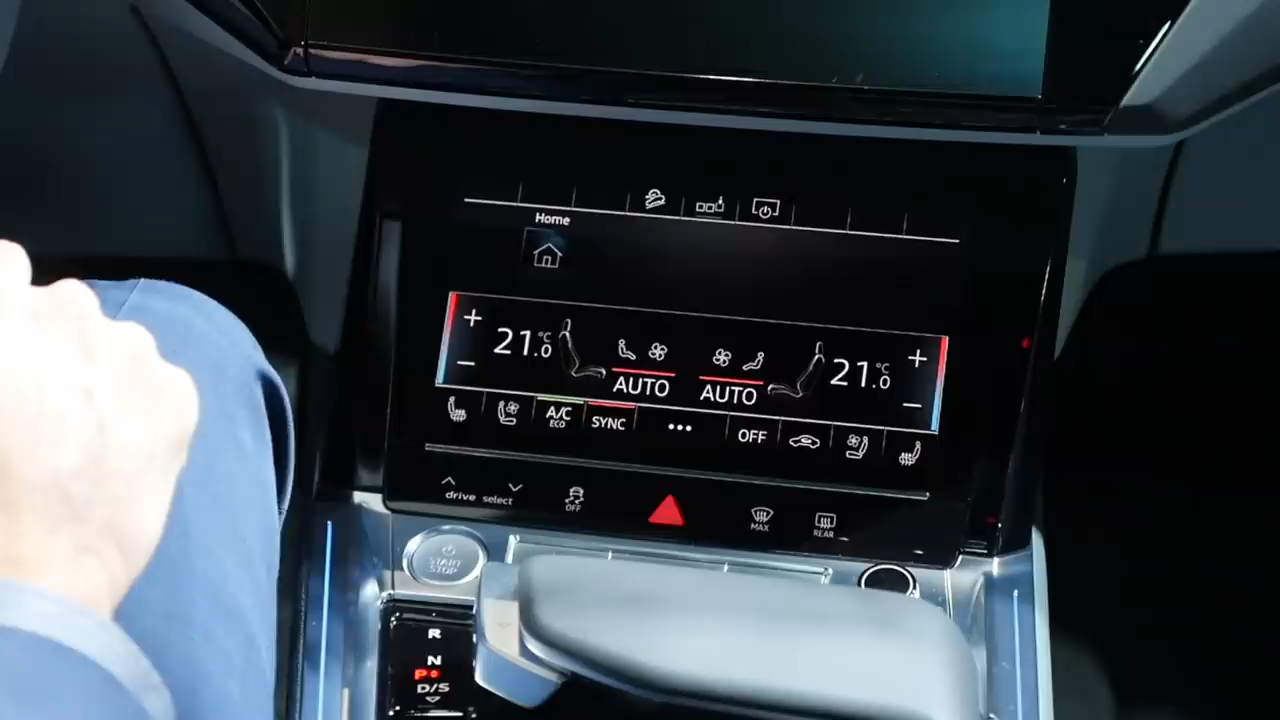 Home
+ 21.0 °C AUTO AUTO 21.0 °C +
− −
A/C ECO SYNC ••• OFF
drive select OFF MAX REAR
START STOP
R
N
P
D/S